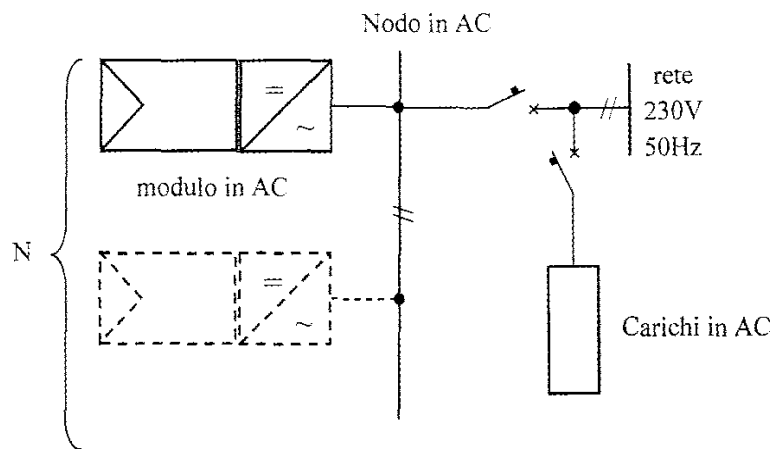 Nodo in AC
=
~
modulo in AC
rete
230V
50Hz
N
=
~
Carichi in AC